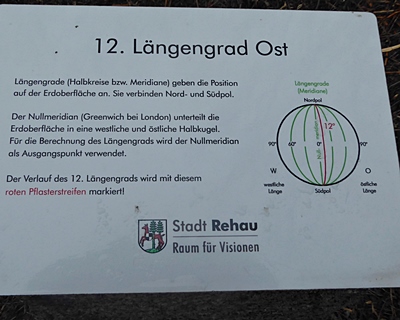 12. Längengrad Ost
Längengrade (Halbkreise bzw. Meridiane) geben die Position
auf der Erdoberfläche an. Sie verbinden Nord- und Südpol.
Der Nullmeridian (Greenwich bei London) unterteilt die
Erdoberfläche in eine westliche und östliche Halbkugel.
Für die Berechnung des Längengrads wird der Nullmeridian
als Ausgangspunkt verwendet.
Der Verlauf des 12. Längengrads wird mit diesem
roten Pflasterstreifen markiert!
Längengrade
(Meridiane)
Nordpol
12°
90° 60° 0° 90°
W O
westliche östliche
Länge Südpol Länge
Stadt Rehau
Raum für Visionen